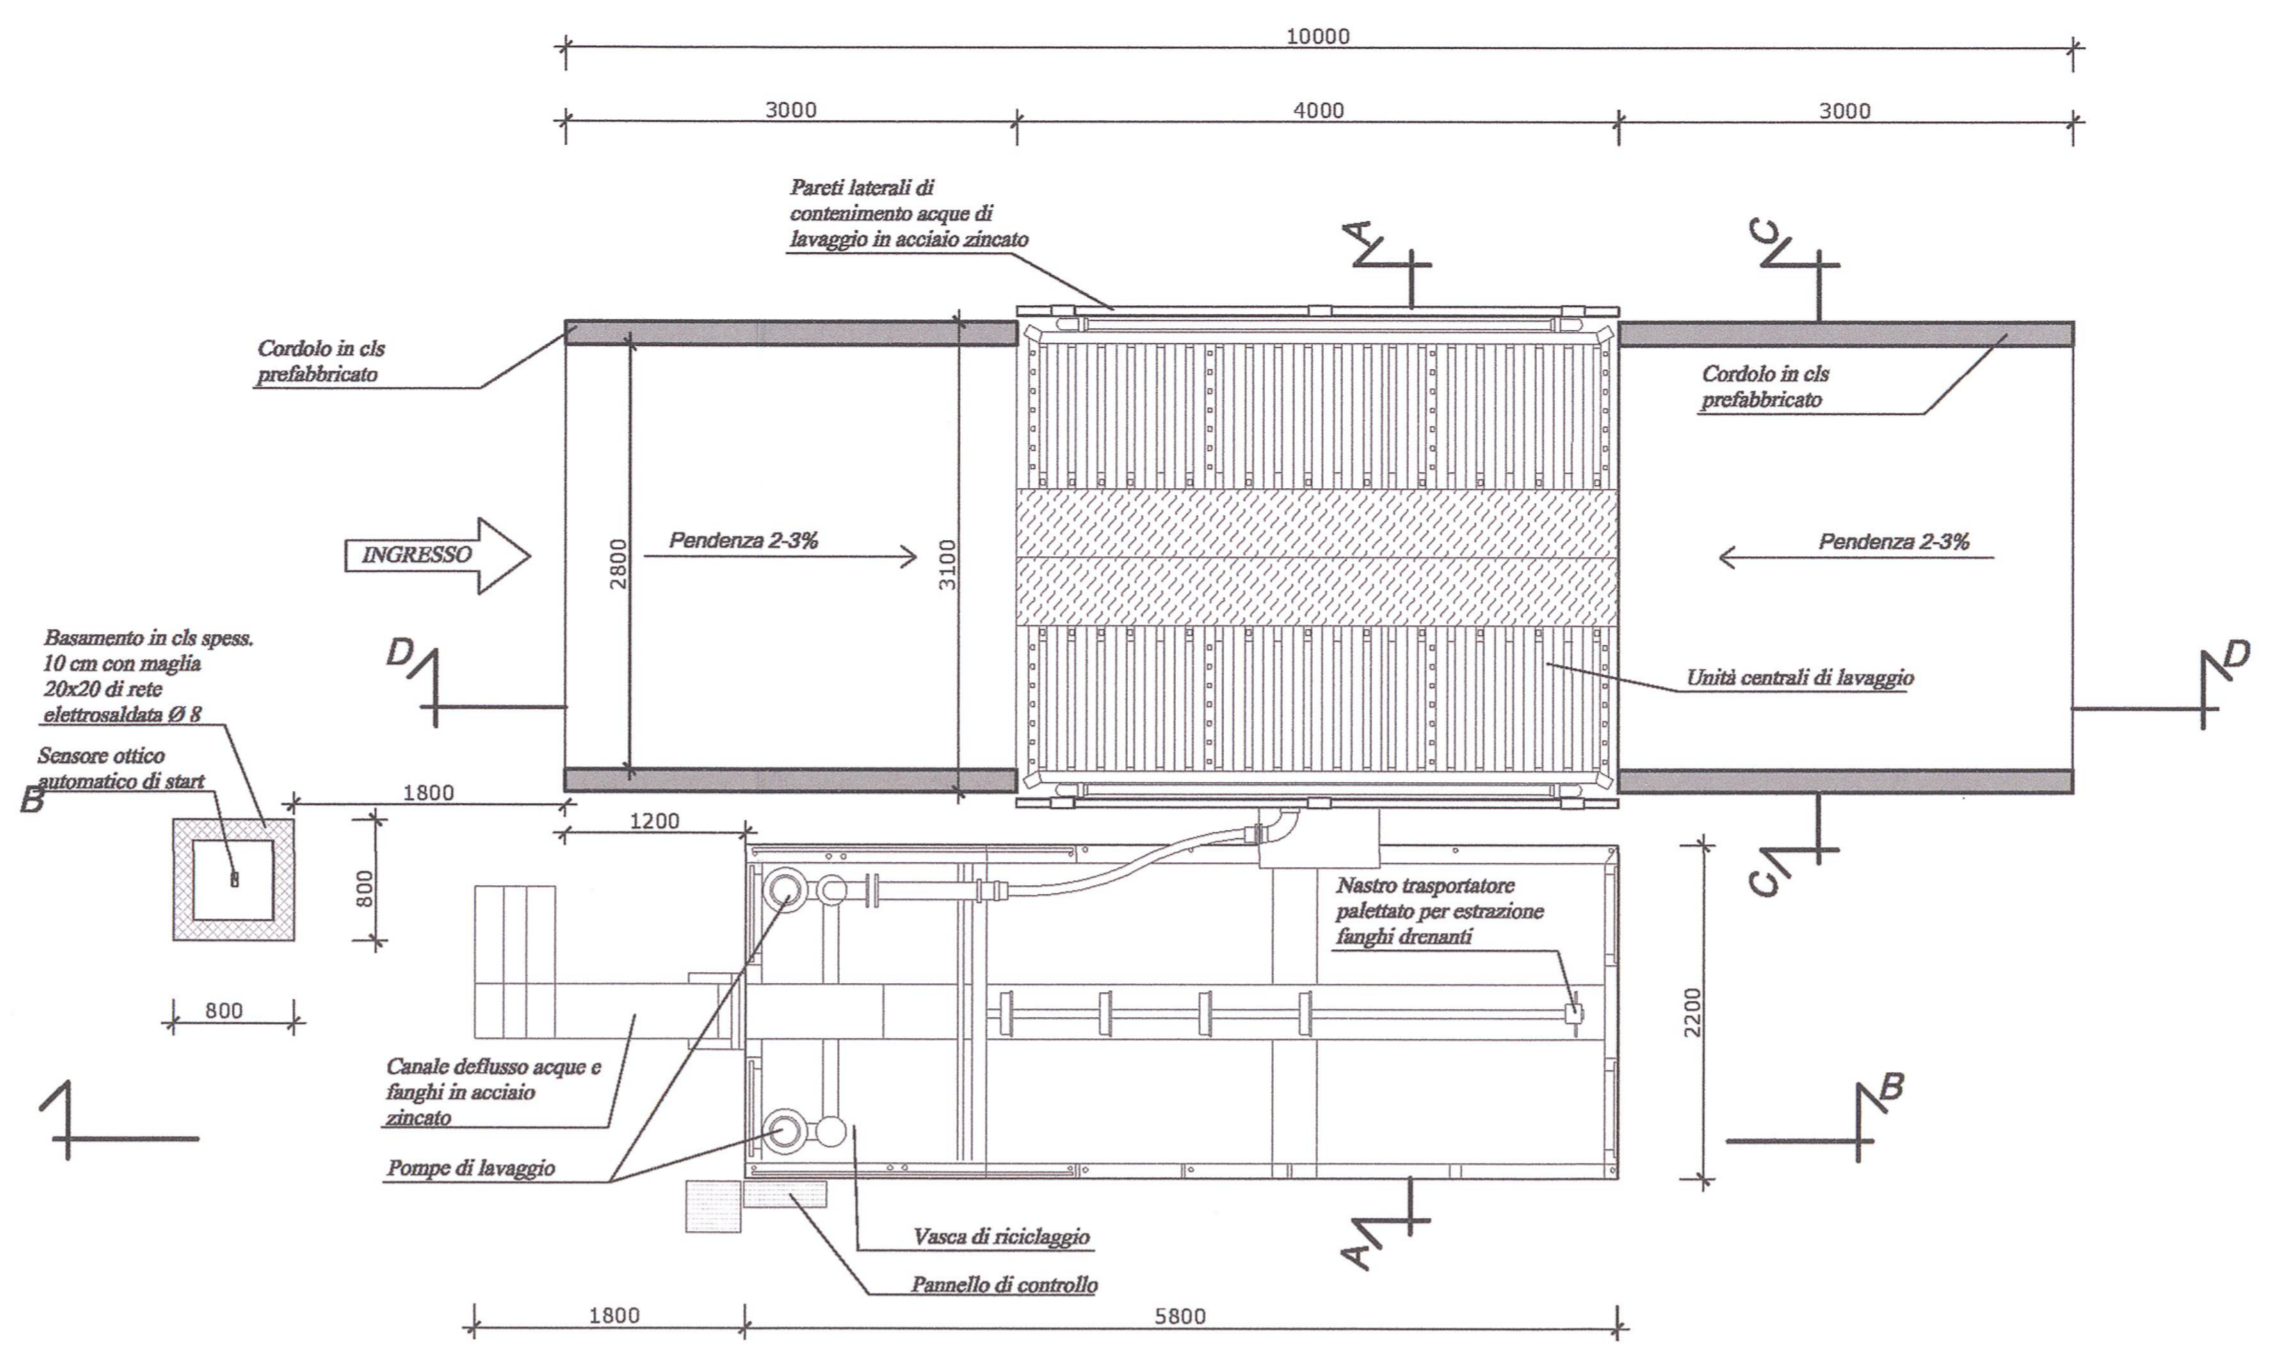 10000
3000
4000
3000
Pareti laterali di
contenimento acque di
lavaggio in acciaio zincato
A
C
Cordolo in cls
prefabbricato
Cordolo in cls
prefabbricato
INGRESSO
2800
Pendenza 2-3%
3100
Pendenza 2-3%
Basamento in cls spess.
10 cm con maglia
20x20 di rete
elettrosaldata Ø 8
D
D
Unità centrali di lavaggio
Sensore ottico
automatico di start
B
1800
1200
800
C
Nastro trasportatore
palettato per estrazione
fanghi drenanti
800
2200
Canale deflusso acque e
fanghi in acciaio
zincato
B
Pompe di lavaggio
Vasca di riciclaggio
A
Pannello di controllo
1800
5800